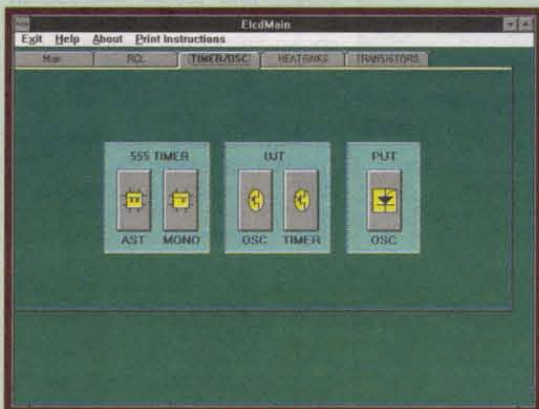 ElcdMain
Exit Help About Print Instructions
Main RCL TIMER/OSC HEATSINKS TRANSISTORS
555 TIMER UJT PUT
AST MONO OSC TIMER OSC